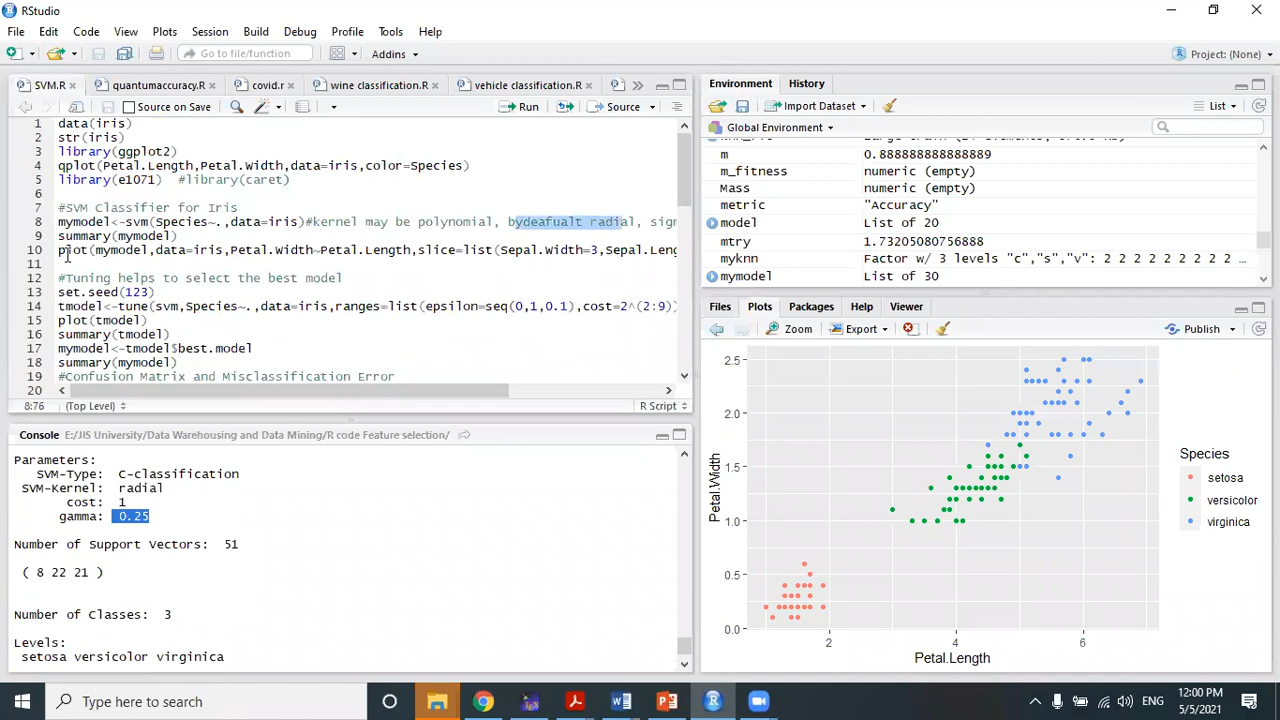 RStudio
File Edit Code View Plots Session Build Debug Profile Tools Help
Go to file/function Addins Project: (None)
SVM.R quantumaccuracy.R covid.r wine classification.R vehicle classification.R
Source on Save Run Source
1 data(iris)
2 str(iris)
3 library(ggplot2)
4 qplot(Petal.Length,Petal.Width,data=iris,color=Species)
5 library(e1071) #library(caret)
6
7 #SVM Classifier for Iris
8 mymodel<-svm(Species~.,data=iris)#kernel may be polynomial, bydeafualt radial, sigm
9 summary(mymodel)
10 plot(mymodel,data=iris,Petal.Width~Petal.Length,slice=list(Sepal.Width=3,Sepal.Leng
11
12 #Tuning helps to select the best model
13 set.seed(123)
14 tmodel<-tune(svm,Species~.,data=iris,ranges=list(epsilon=seq(0,1,0.1),cost=2^(2:9))
15 plot(tmodel)
16 summary(tmodel)
17 mymodel<-tmodel$best.model
18 summary(mymodel)
19 #Confusion Matrix and Misclassification Error
20
8:76 (Top Level) R Script
Console E:/JIS University/Data Warehousing and Data Mining/R code Feature selection/
Parameters:
SVM-Type: C-classification
SVM-Kernel: radial
cost: 1
gamma: 0.25
Number of Support Vectors: 51
( 8 22 21 )
Number of Classes: 3
Levels:
setosa versicolor virginica
Environment History
Import Dataset List
Global Environment
m 0.888888888888889
m_fitness numeric (empty)
Mass numeric (empty)
metric "Accuracy"
model List of 20
mtry 1.73205080756888
myknn Factor w/ 3 levels "c","s","v": 2 2 2 2 2 2 2 2 2 …
mymodel List of 30
Files Plots Packages Help Viewer
Zoom Export Publish
2.5
2.0
1.5
1.0
0.5
0.0
Petal.Width
2 4 6
Petal.Length
Species
setosa
versicolor
virginica
Type here to search
ENG
12:00 PM
5/5/2021